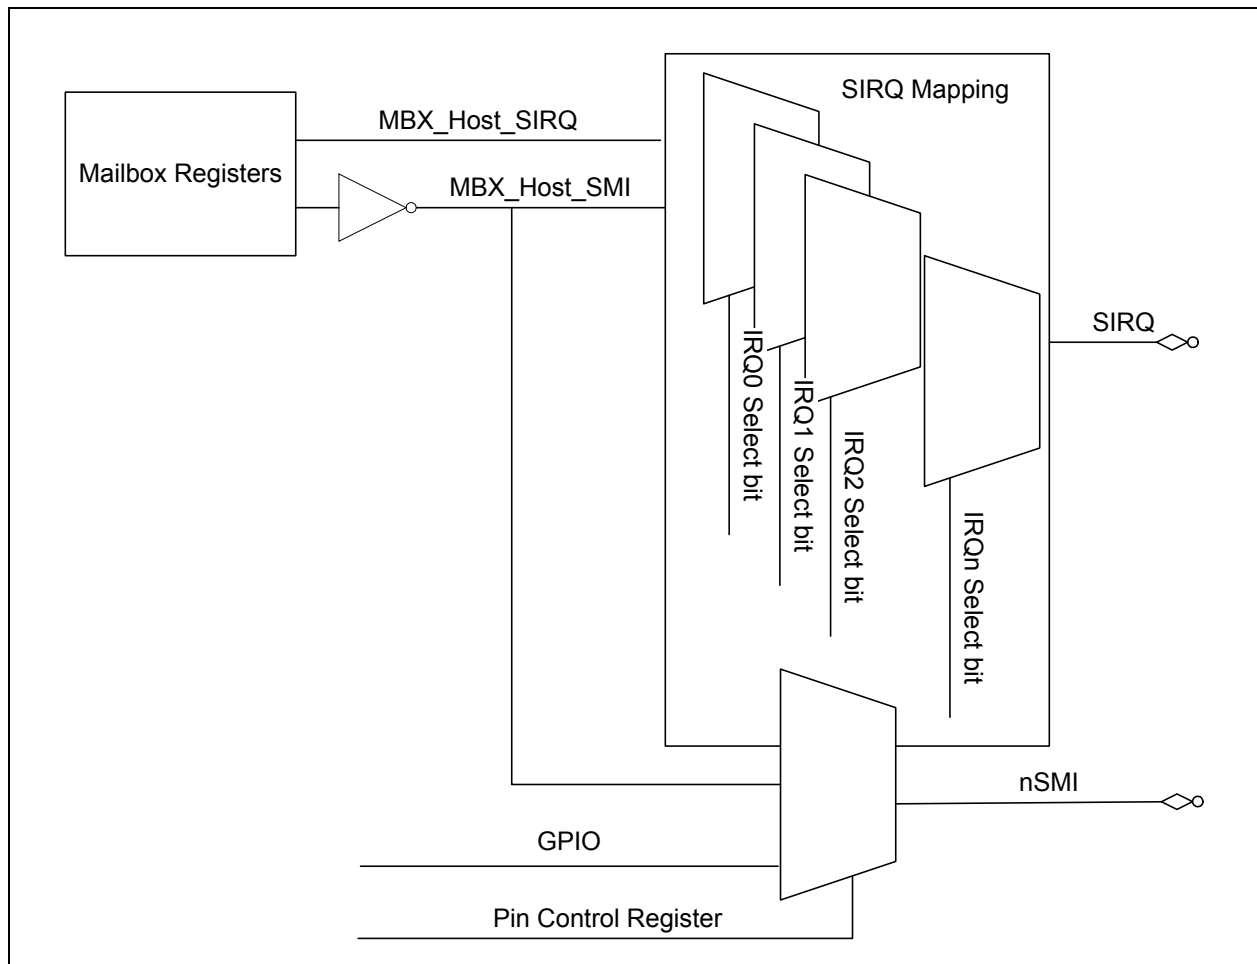 SIRQ Mapping
MBX_Host_SIRQ
Mailbox Registers
MBX_Host_SMI
SIRQ
IRQ0 Select bit
IRQ1 Select bit
IRQ2 Select bit
IRQn Select bit
nSMI
GPIO
Pin Control Register